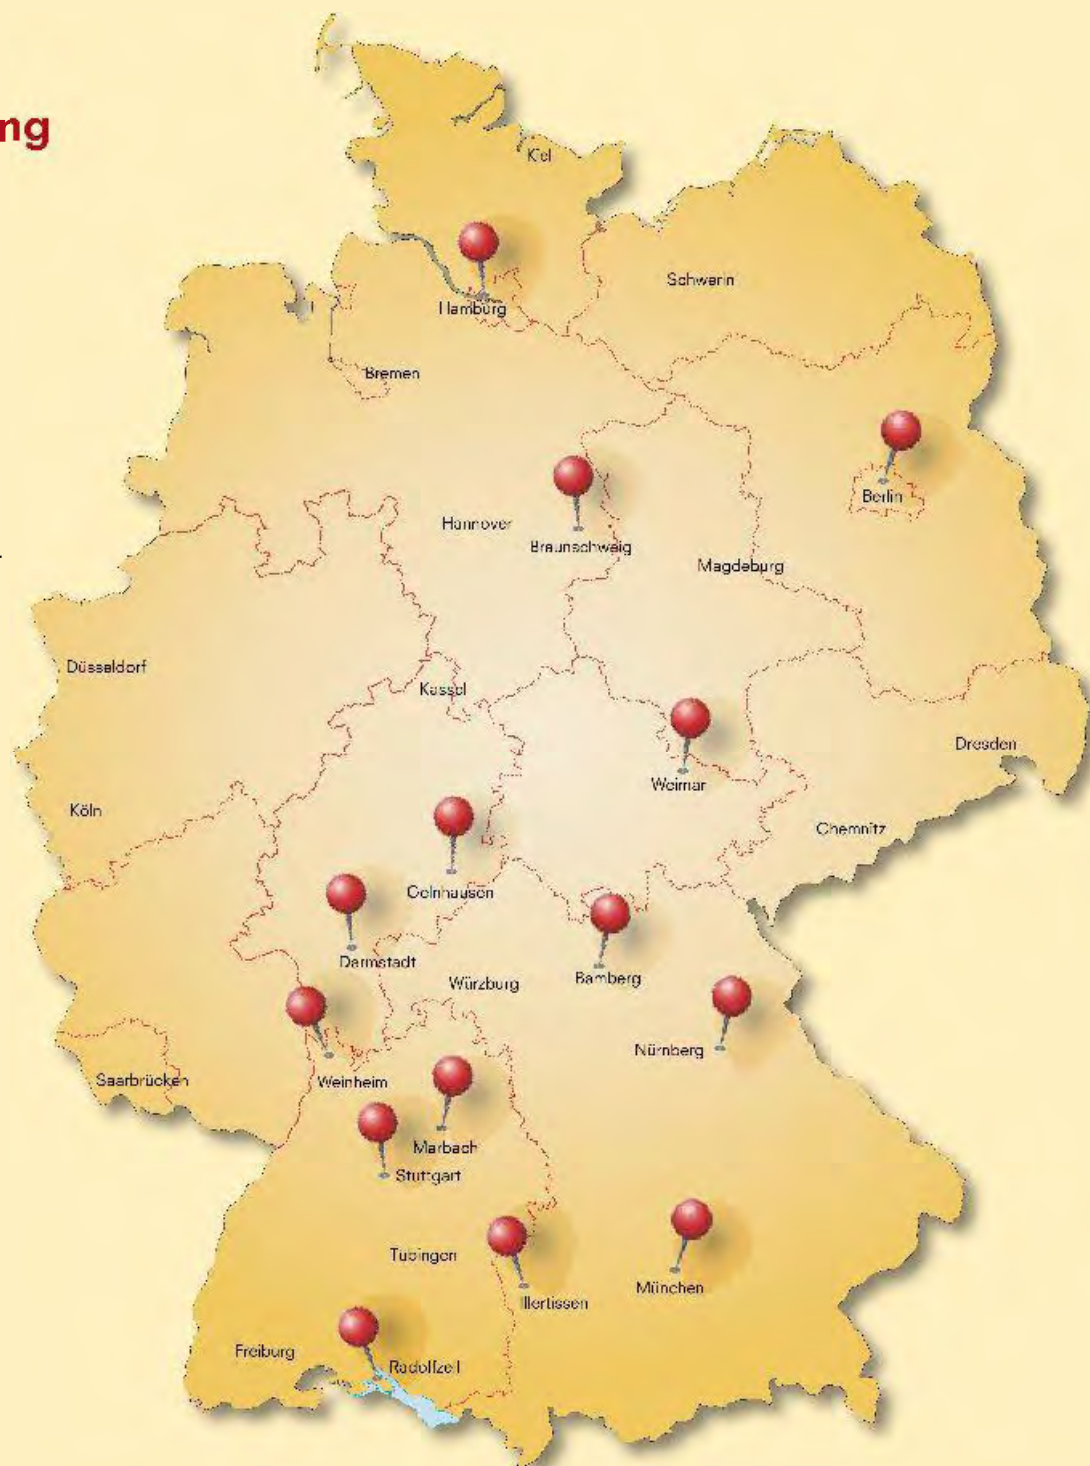 ng
Kiel
Schwerin
Hamburg
Bremen
Berlin
Hannover
Braunschweig
Magdeburg
Düsseldorf
Kassel
Dresden
Weimar
Köln
Chemnitz
Gelnhausen
Darmstadt
Bamberg
Würzburg
Nürnberg
Saarbrücken
Weinheim
Marbach
Stuttgart
Tübingen
München
Illertissen
Freiburg
Radolfzell